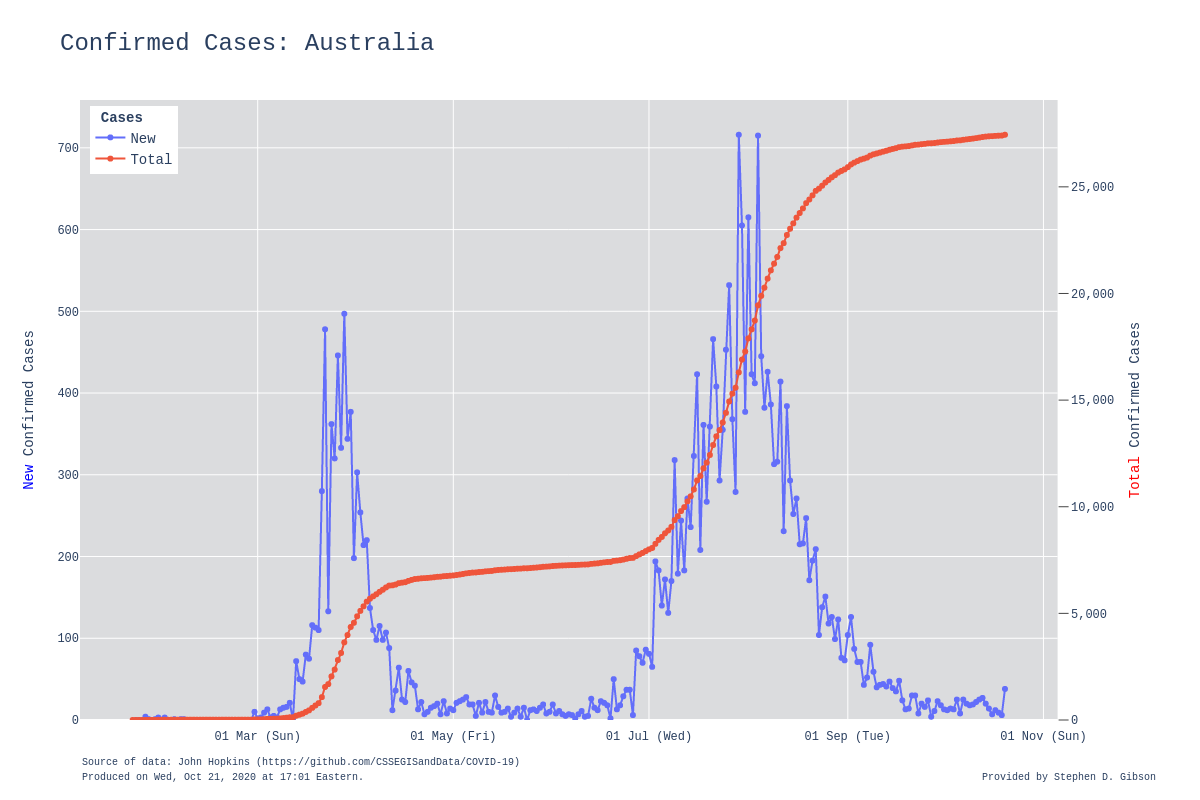 Confirmed Cases: Australia
Cases
New
Total
700
600
500
400
300
200
100
0
25,000
20,000
15,000
10,000
5,000
0
New Confirmed Cases
Total Confirmed Cases
01 Mar (Sun)
01 May (Fri)
01 Jul (Wed)
01 Sep (Tue)
01 Nov (Sun)
Source of data: John Hopkins (https://github.com/CSSEGISandData/COVID-19)
Produced on Wed, Oct 21, 2020 at 17:01 Eastern.
Provided by Stephen D. Gibson